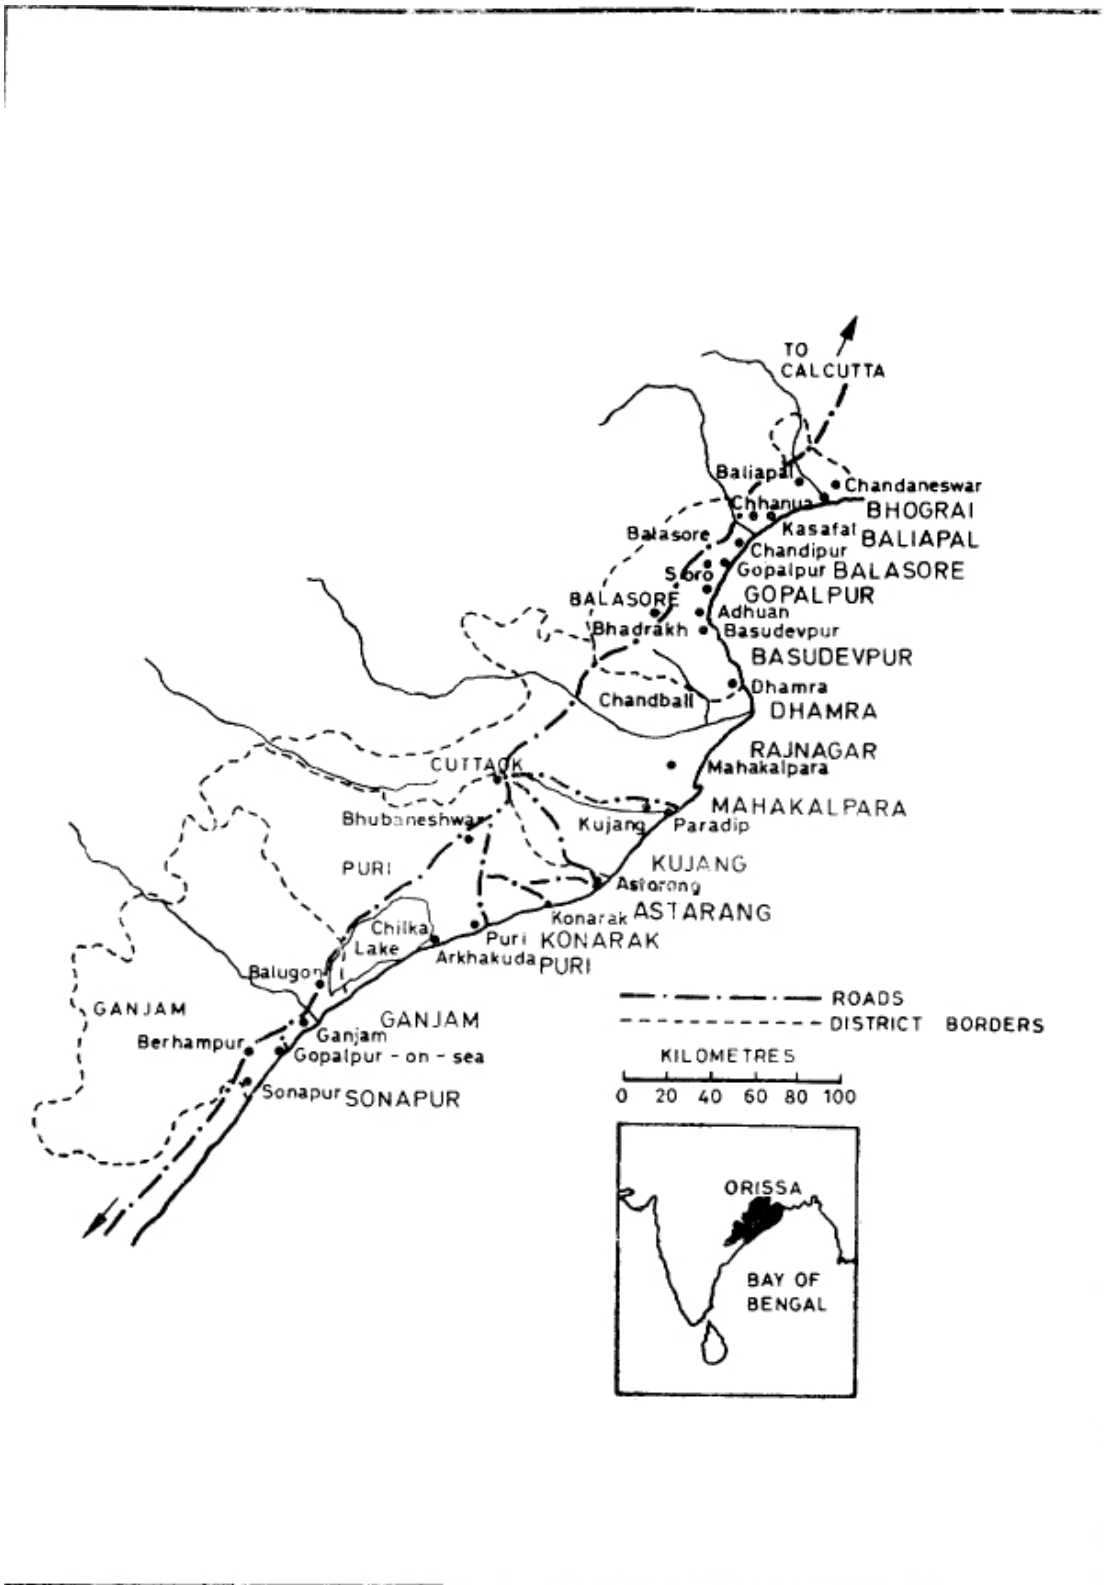 TO
CALCUTTA
Baliapal
Chandaneswar
Chhanua
BHOGRAI
Kasafal
BALIAPAL
Balasore
Chandipur
Soro
Gopalpur BALASORE
GOPALPUR
BALASORE
Adhuan
Bhadrakh
Basudevpur
BASUDEVPUR
Chandball
Dhamra
DHAMRA
RAJNAGAR
CUTTACK
Mahakalpara
MAHAKALPARA
Bhubaneshwar
Kujang
Paradip
PURI
KUJANG
Astarang
Konarak ASTARANG
Chilka
Lake
Puri KONARAK
Arkhakuda PURI
Balugon
GANJAM
GANJAM
Ganjam
Berhampur
Gopalpur - on - sea
Sonapur SONAPUR
ROADS
DISTRICT BORDERS
KILOMETRES
0 20 40 60 80 100
ORISSA
BAY OF
BENGAL